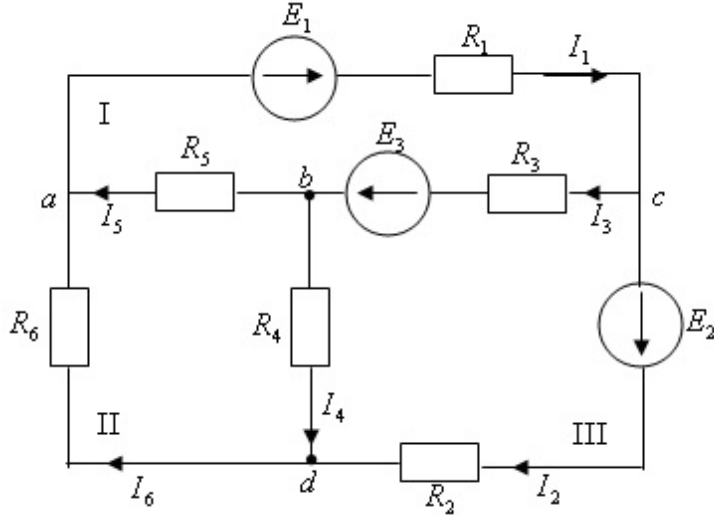 E₁
R₁
I₁
I
R₅
b
E₃
R₃
a
I₅
I₃
c
R₆
R₄
E₂
II
I₄
III
I₆
d
R₂
I₂